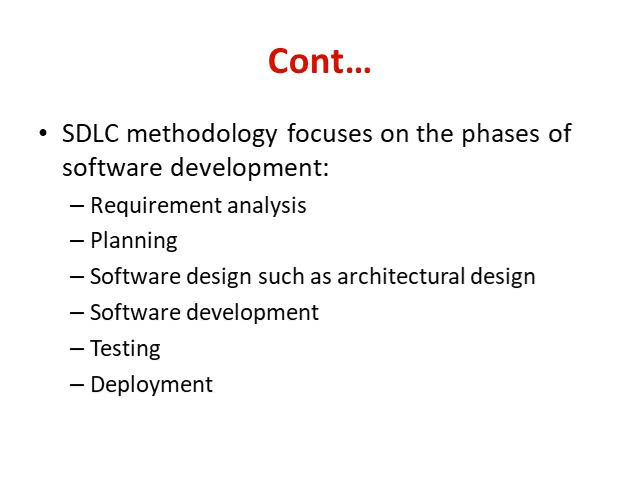 Cont...
• SDLC methodology focuses on the phases of
software development:
– Requirement analysis
– Planning
– Software design such as architectural design
– Software development
– Testing
– Deployment